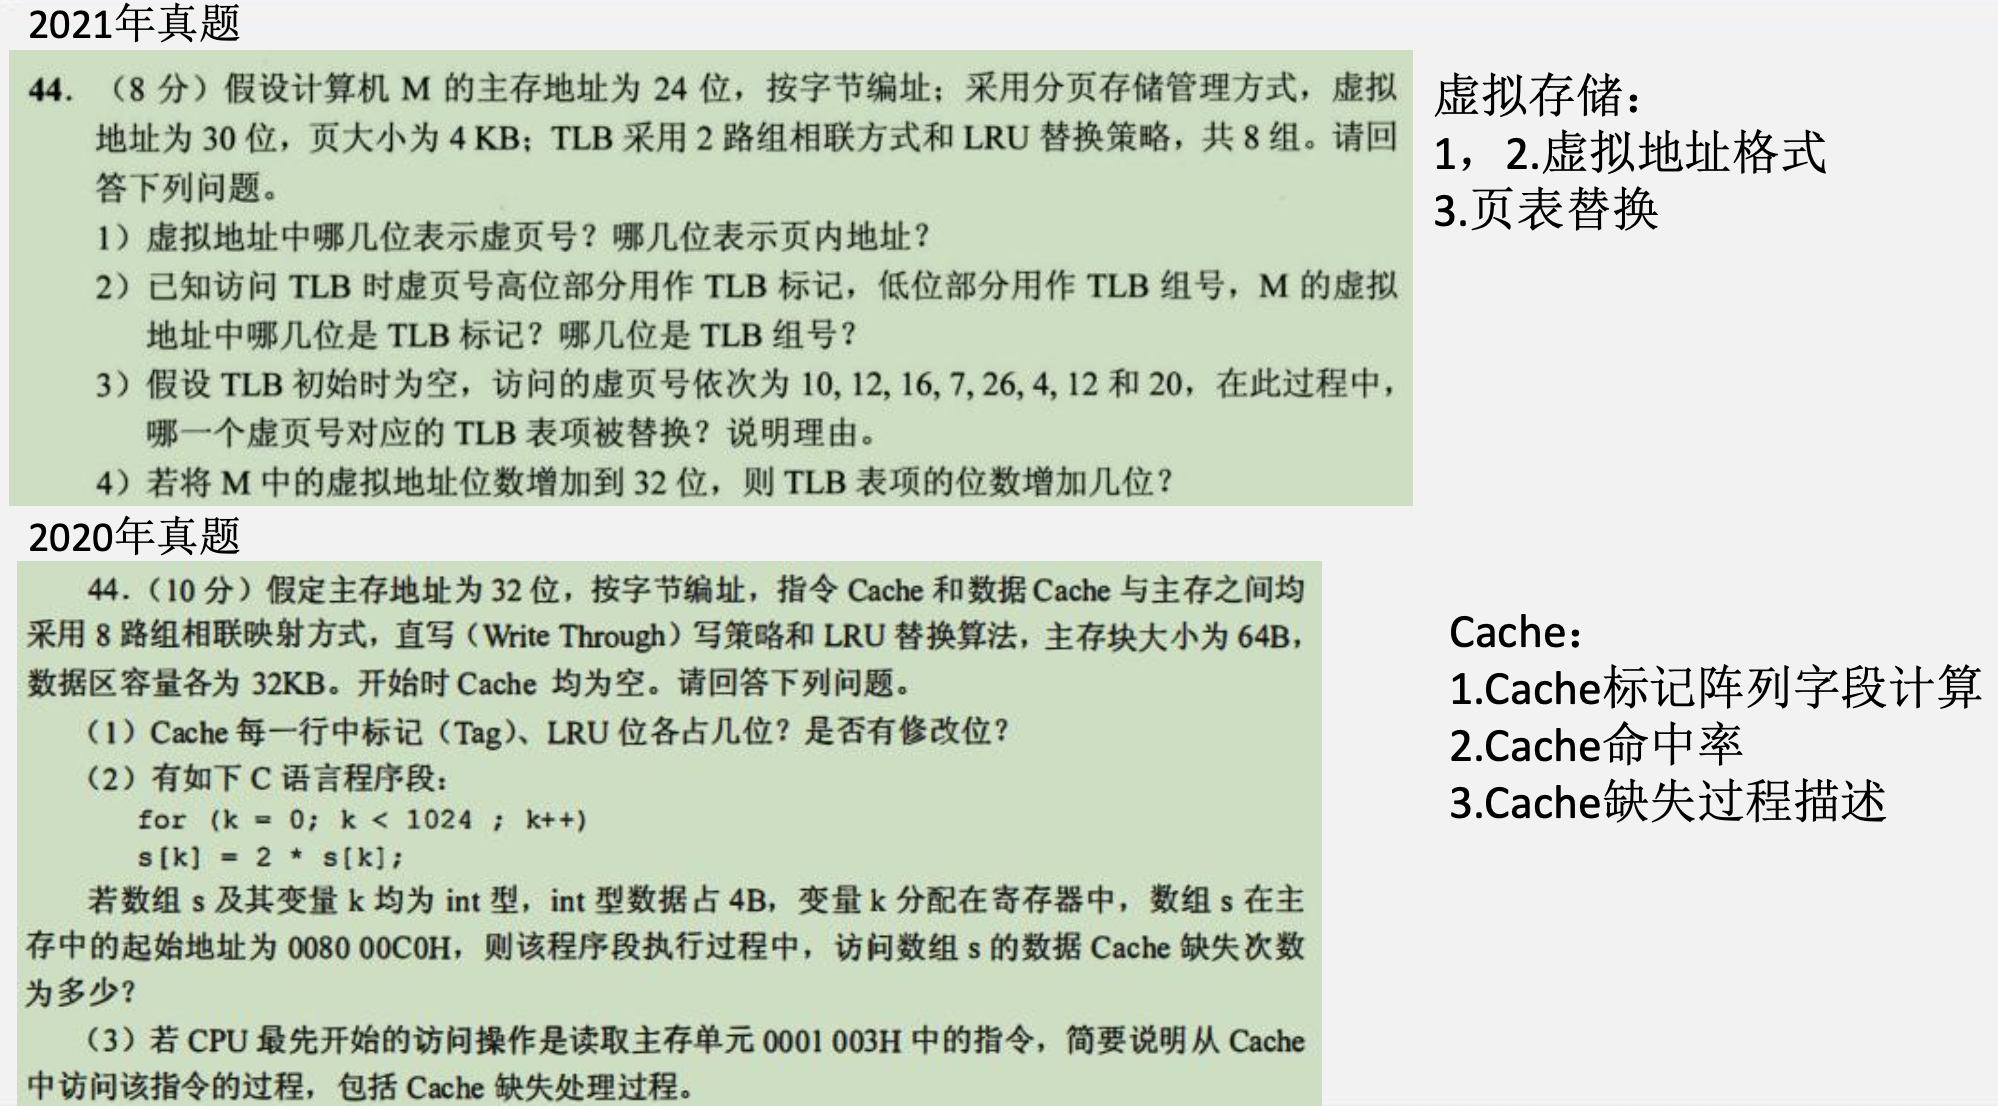 2021年真题
44. （8 分）假设计算机 M 的主存地址为 24 位，按字节编址；采用分页存储管理方式，虚拟
地址为 30 位，页大小为 4 KB；TLB 采用 2 路组相联方式和 LRU 替换策略，共 8 组。请回
答下列问题。
1）虚拟地址中哪几位表示虚页号？哪几位表示页内地址？
2）已知访问 TLB 时虚页号高位部分用作 TLB 标记，低位部分用作 TLB 组号，M 的虚拟
地址中哪几位是 TLB 标记？哪几位是 TLB 组号？
3）假设 TLB 初始时为空，访问的虚页号依次为 10, 12, 16, 7, 26, 4, 12 和 20，在此过程中，
哪一个虚页号对应的 TLB 表项被替换？说明理由。
4）若将 M 中的虚拟地址位数增加到 32 位，则 TLB 表项的位数增加几位？
虚拟存储：
1，2.虚拟地址格式
3.页表替换
2020年真题
44.（10 分）假定主存地址为 32 位，按字节编址，指令 Cache 和数据 Cache 与主存之间均
采用 8 路组相联映射方式，直写（Write Through）写策略和 LRU 替换算法，主存块大小为 64B，
数据区容量各为 32KB。开始时 Cache 均为空。请回答下列问题。
（1）Cache 每一行中标记（Tag）、LRU 位各占几位？是否有修改位？
（2）有如下 C 语言程序段：
for (k = 0; k < 1024 ; k++)
s[k] = 2 * s[k];
若数组 s 及其变量 k 均为 int 型，int 型数据占 4B，变量 k 分配在寄存器中，数组 s 在主
存中的起始地址为 0080 00C0H，则该程序段执行过程中，访问数组 s 的数据 Cache 缺失次数
为多少？
（3）若 CPU 最先开始的访问操作是读取主存单元 0001 003H 中的指令，简要说明从 Cache
中访问该指令的过程，包括 Cache 缺失处理过程。
Cache：
1.Cache标记阵列字段计算
2.Cache命中率
3.Cache缺失过程描述